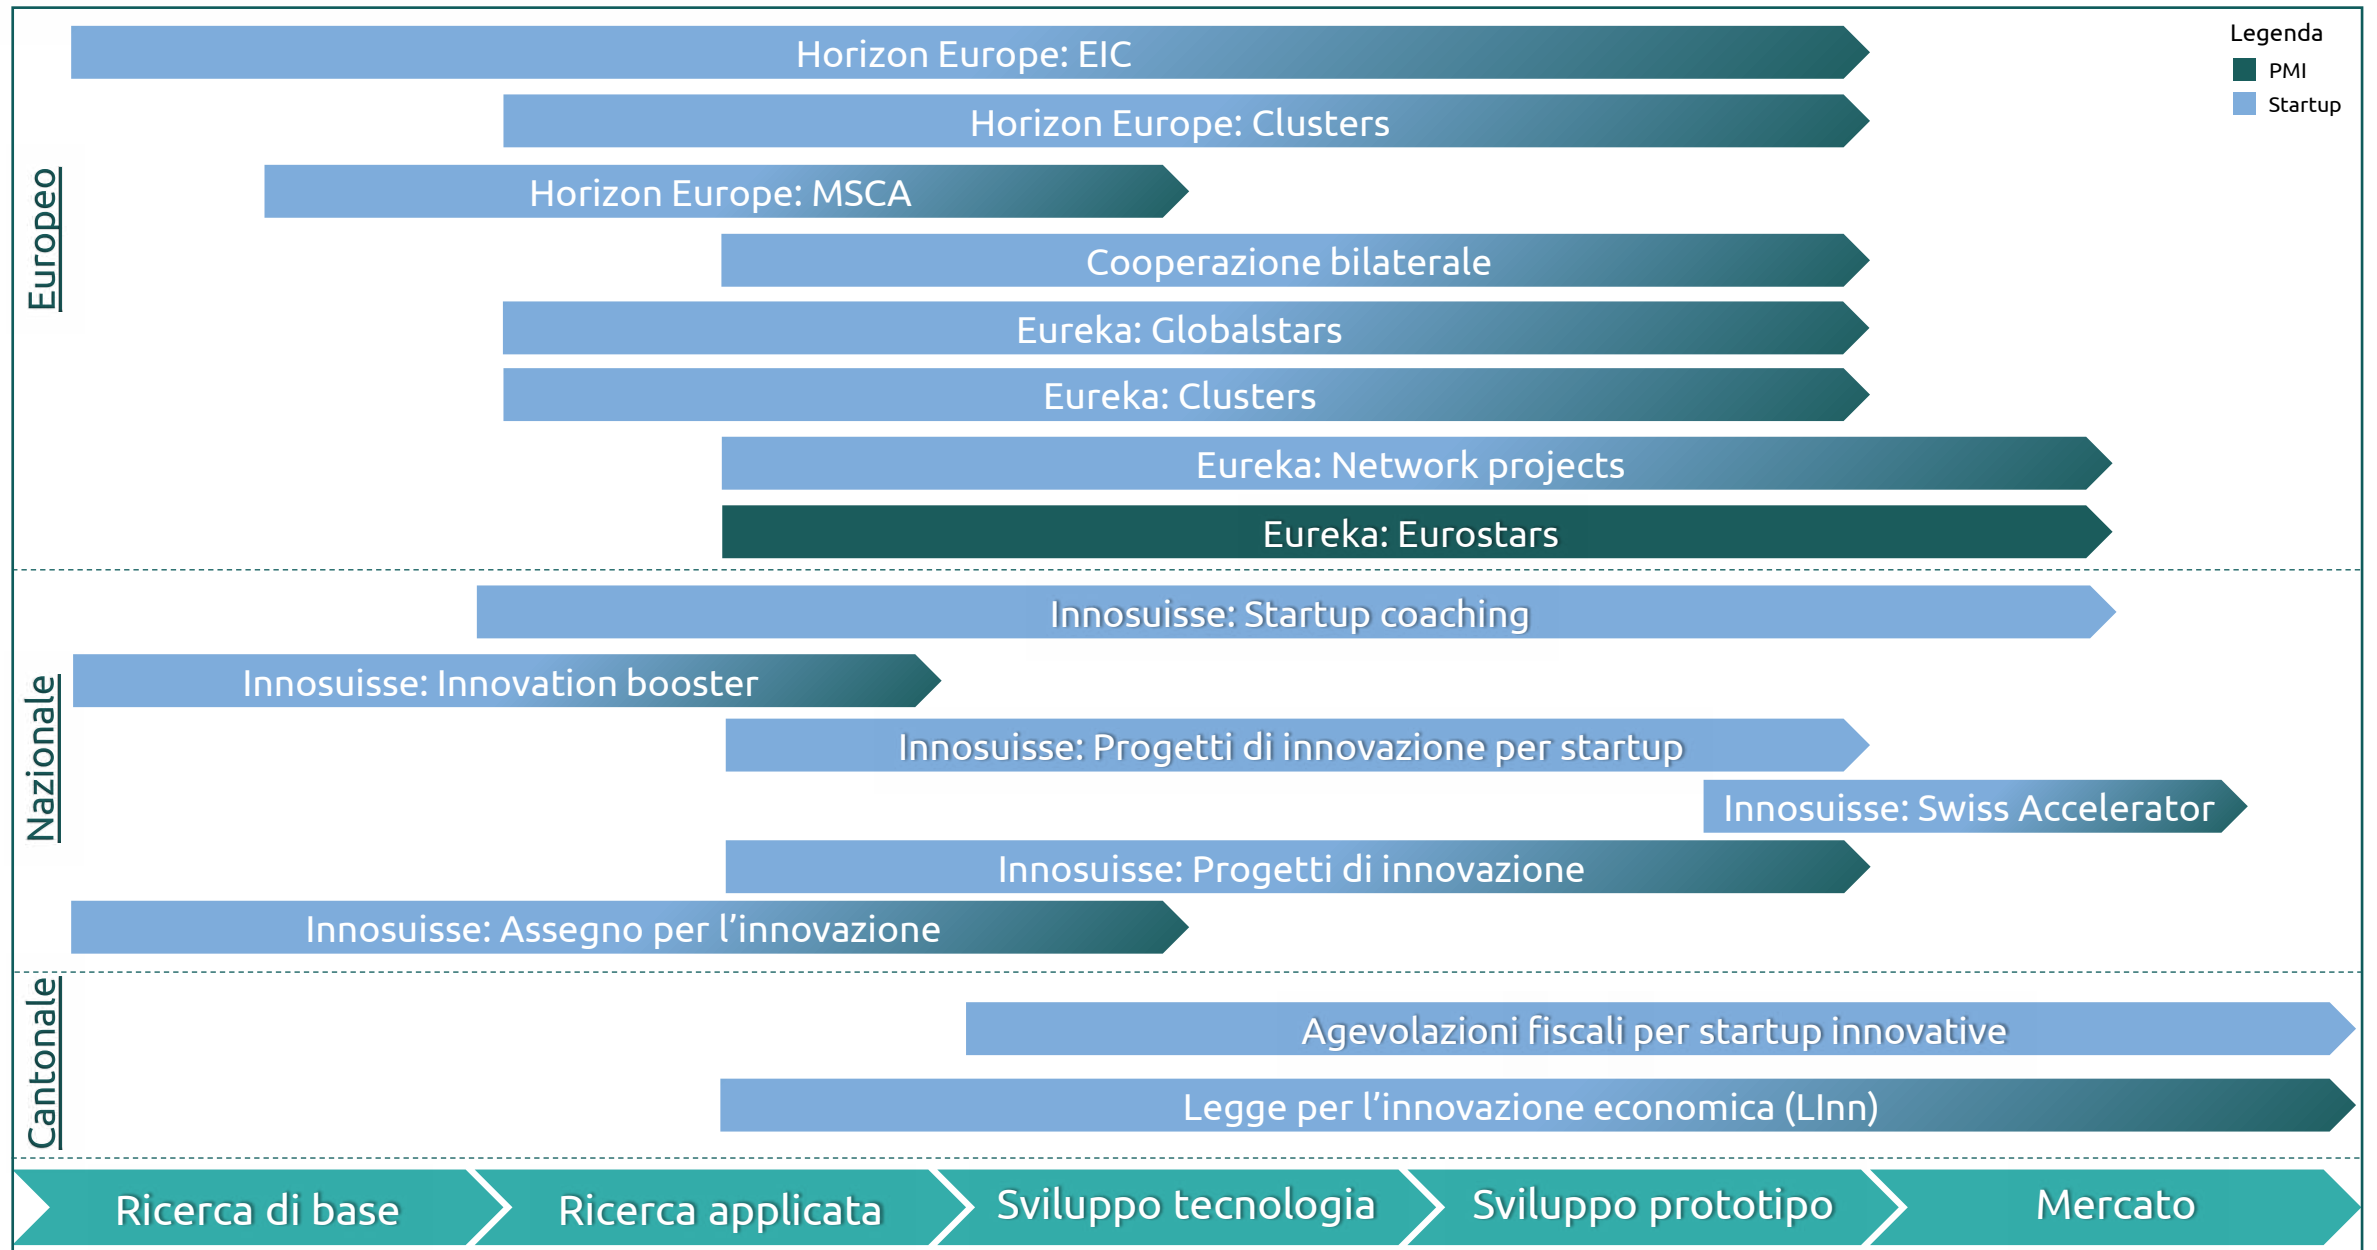 Legenda
PMI
Startup
Europeo
Horizon Europe: EIC
Horizon Europe: Clusters
Horizon Europe: MSCA
Cooperazione bilaterale
Eureka: Globalstars
Eureka: Clusters
Eureka: Network projects
Eureka: Eurostars
Nazionale
Innosuisse: Startup coaching
Innosuisse: Innovation booster
Innosuisse: Progetti di innovazione per startup
Innosuisse: Swiss Accelerator
Innosuisse: Progetti di innovazione
Innosuisse: Assegno per l’innovazione
Cantonale
Agevolazioni fiscali per startup innovative
Legge per l’innovazione economica (LInn)
Ricerca di base
Ricerca applicata
Sviluppo tecnologia
Sviluppo prototipo
Mercato